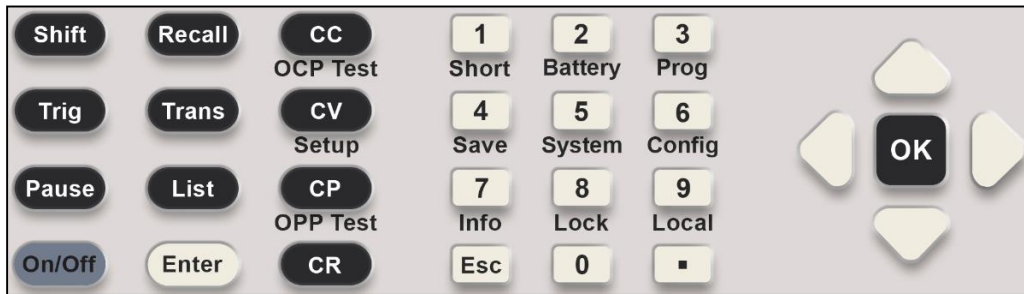 Shift Recall CC 1 2 3
OCP Test Short Battery Prog
Trig Trans CV 4 5 6 OK
Setup Save System Config
Pause List CP 7 8 9
OPP Test Info Lock Local
On/Off Enter CR Esc 0 .